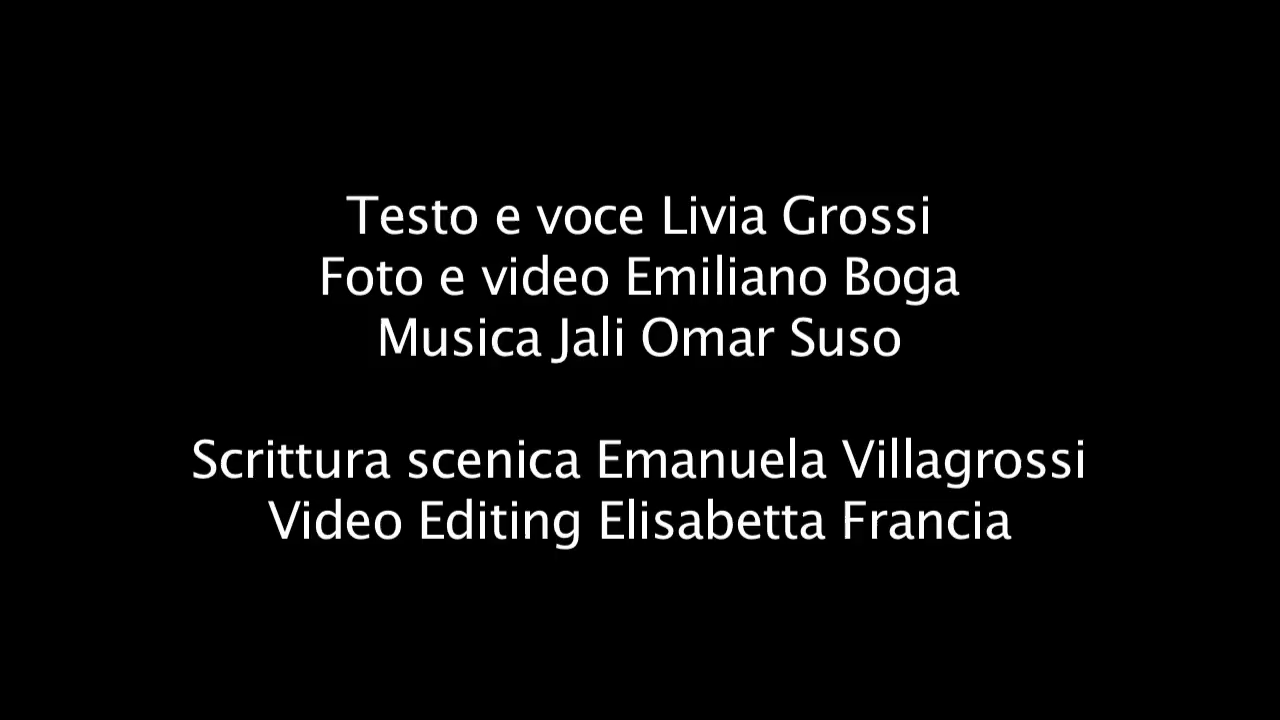 Testo e voce Livia Grossi
Foto e video Emiliano Boga
Musica Jali Omar Suso
Scrittura scenica Emanuela Villagrossi
Video Editing Elisabetta Francia